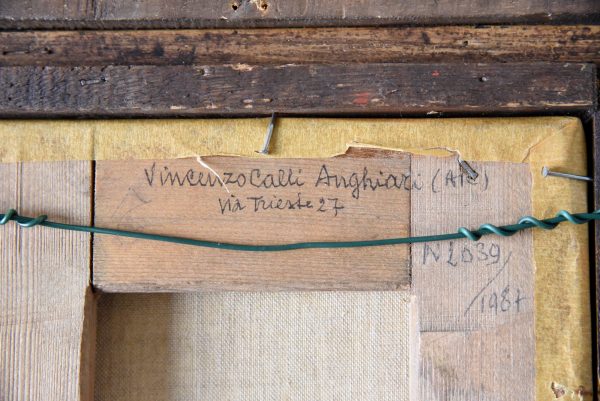 Vincenzo Calli Anghiari (AR)
Via Trieste 27
N 2039/
/1987